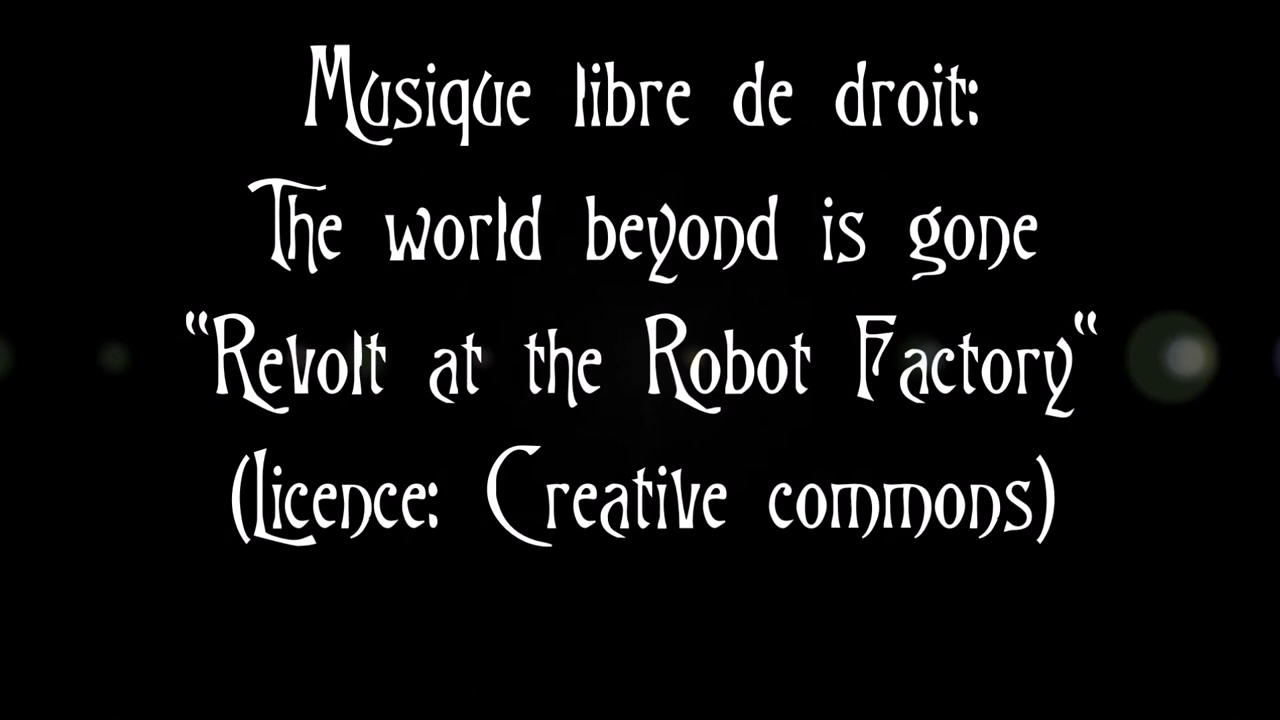 Musique libre de droit:
The world beyond is gone
“Revolt at the Robot Factory“
(Licence: Creative commons)